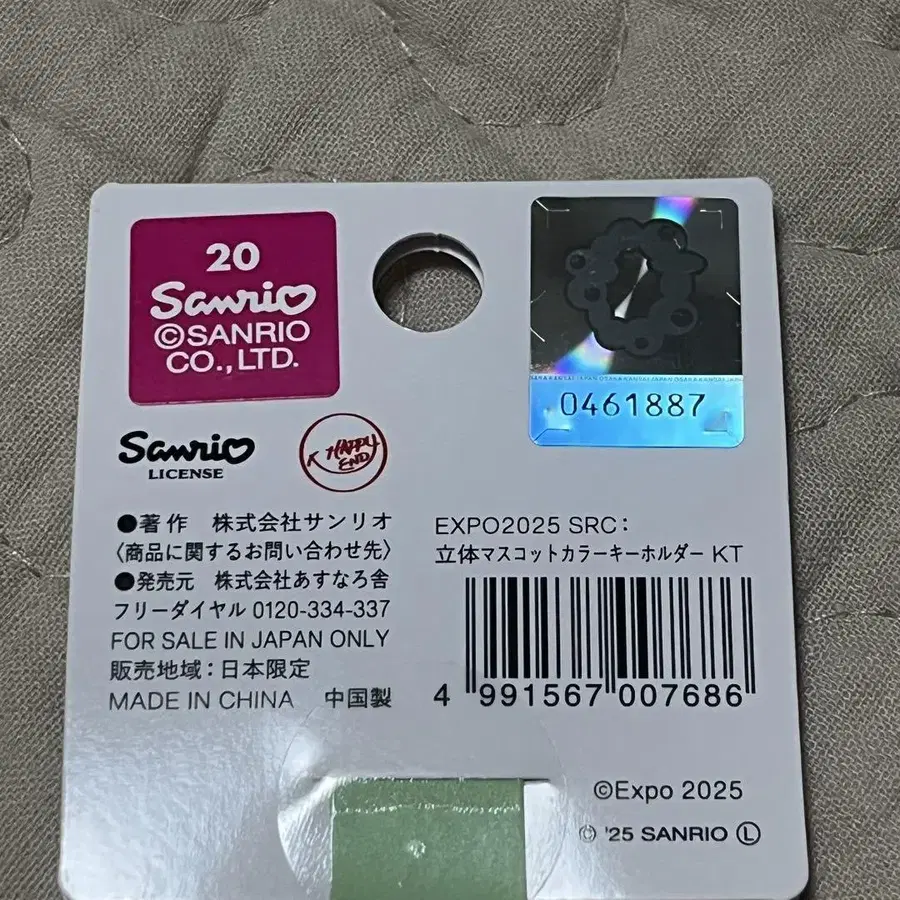 20
Sanrio
©SANRIO
CO.,LTD.
0461887
Sanrio
LICENSE
HAPPY
END
●著作 株式会社サンリオ
〈商品に関するお問い合わせ先〉
●発売元 株式会社あすなろ舎
フリーダイヤル 0120-334-337
FOR SALE IN JAPAN ONLY
販売地域:日本限定
MADE IN CHINA 中国製
EXPO2025 SRC:
立体マスコットカラーキーホルダー KT
4 991567 007686
©Expo 2025
© '25 SANRIO Ⓛ